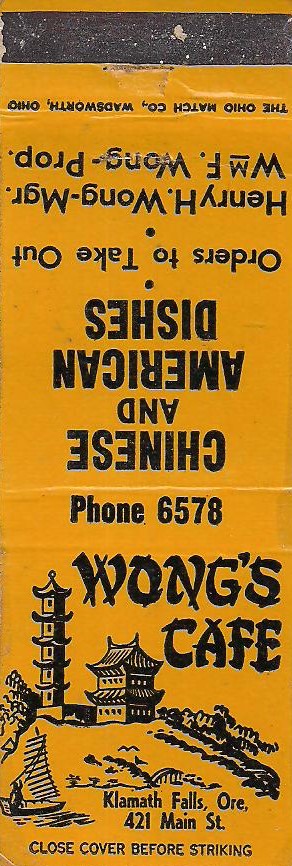 THE OHIO MATCH CO., WADSWORTH, OHIO
Wm. F. Wong-Prop.
Henry H. Wong-Mgr.
•
Orders to Take Out
•
CHINESE
AND
AMERICAN
DISHES
Phone 6578
WONG'S
CAFE
Klamath Falls, Ore,
421 Main St.
CLOSE COVER BEFORE STRIKING